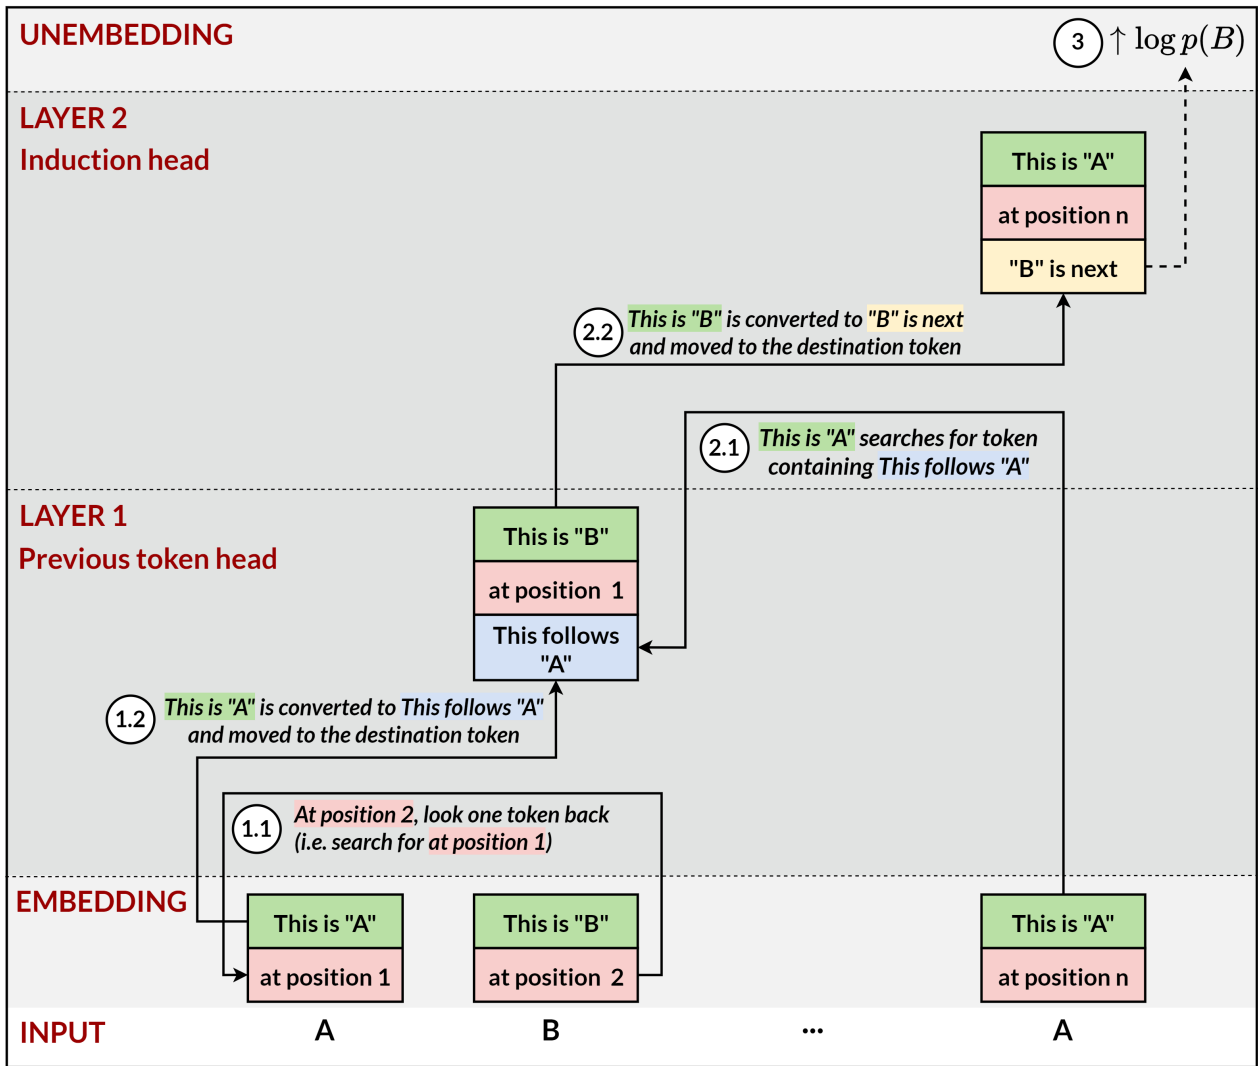 UNEMBEDDING
3 ↑ log p(B)
LAYER 2
Induction head
This is "A"
at position n
"B" is next
2.2
This is "B" is converted to "B" is next
and moved to the destination token
2.1
This is "A" searches for token
containing This follows "A"
LAYER 1
Previous token head
This is "B"
at position 1
This follows
"A"
1.2
This is "A" is converted to This follows "A"
and moved to the destination token
1.1
At position 2, look one token back
(i.e. search for at position 1)
EMBEDDING
This is "A"
at position 1
This is "B"
at position 2
This is "A"
at position n
INPUT
A
B
...
A